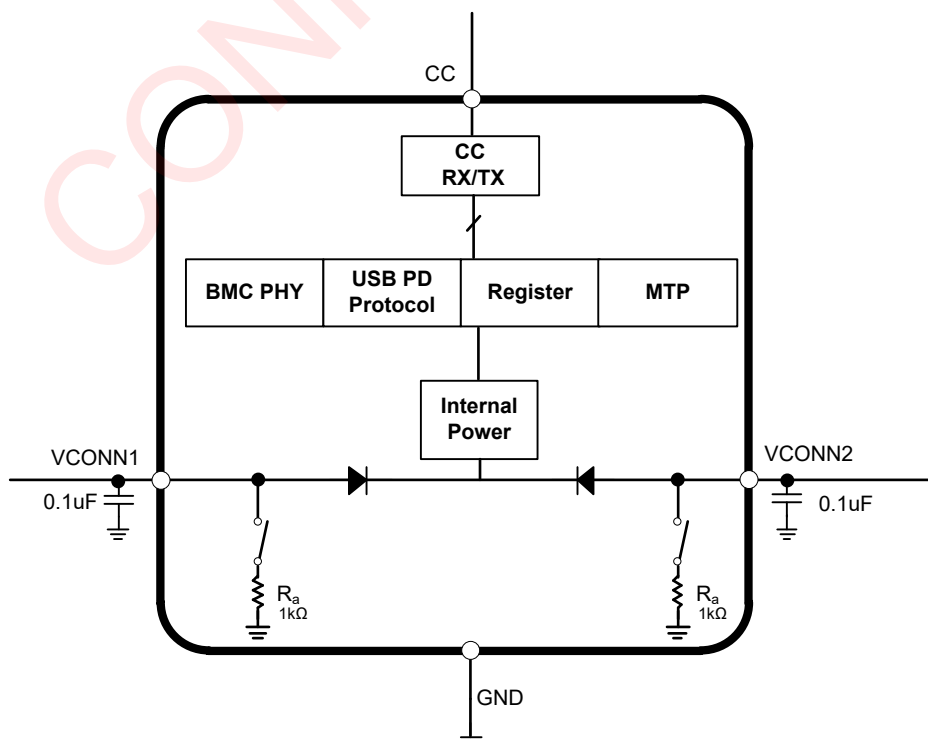 CONF
CC
CC
RX/TX
BMC PHY
USB PD
Protocol
Register
MTP
Internal
Power
VCONN1
VCONN2
0.1uF
0.1uF
Ra
1kΩ
Ra
1kΩ
GND